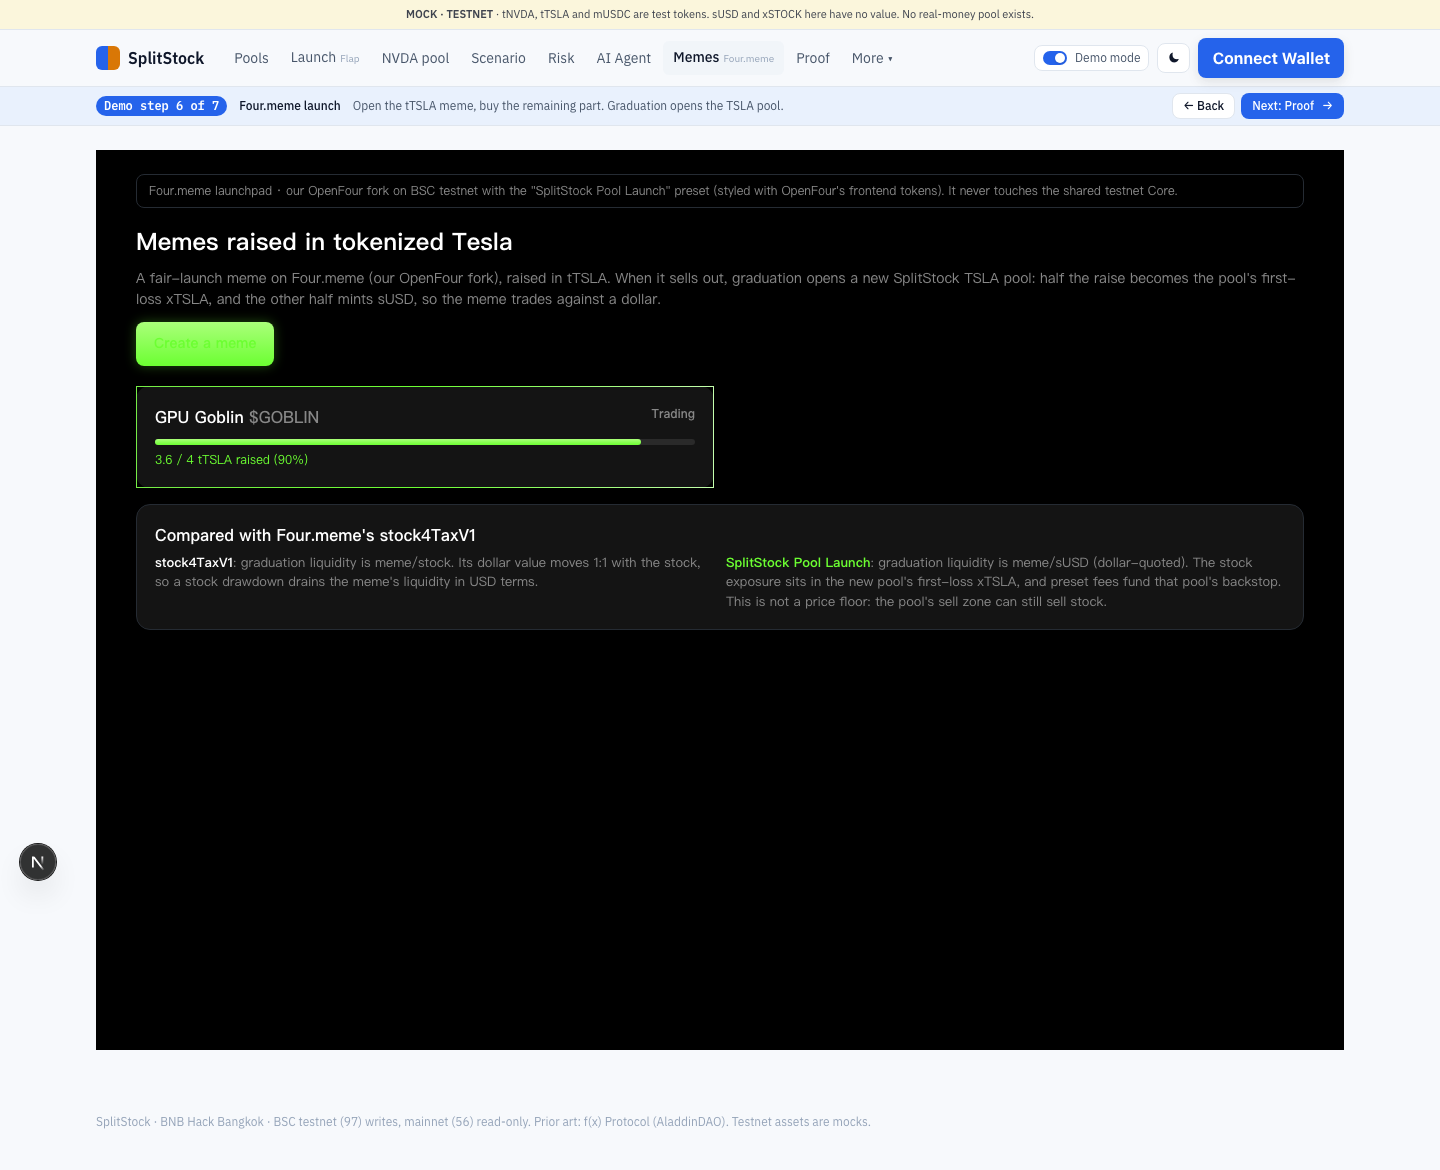 MOCK · TESTNET · tNVDA, tTSLA and mUSDC are test tokens. sUSD and xSTOCK here have no value. No real-money pool exists.
SplitStock Pools Launch Flap NVDA pool Scenario Risk AI Agent Memes Four.meme Proof More ▾ Demo mode Connect Wallet
Demo step 6 of 7 Four.meme launch Open the tTSLA meme, buy the remaining part. Graduation opens the TSLA pool. ← Back Next: Proof →
Four.meme launchpad · our OpenFour fork on BSC testnet with the "SplitStock Pool Launch" preset (styled with OpenFour's frontend tokens). It never touches the shared testnet Core.
Memes raised in tokenized Tesla
A fair-launch meme on Four.meme (our OpenFour fork), raised in tTSLA. When it sells out, graduation opens a new SplitStock TSLA pool: half the raise becomes the pool's first-
loss xTSLA, and the other half mints sUSD, so the meme trades against a dollar.
Create a meme
GPU Goblin $GOBLIN Trading
3.6 / 4 tTSLA raised (90%)
Compared with Four.meme's stock4TaxV1
stock4TaxV1: graduation liquidity is meme/stock. Its dollar value moves 1:1 with the stock,
so a stock drawdown drains the meme's liquidity in USD terms.
SplitStock Pool Launch: graduation liquidity is meme/sUSD (dollar-quoted). The stock
exposure sits in the new pool's first-loss xTSLA, and preset fees fund that pool's backstop.
This is not a price floor: the pool's sell zone can still sell stock.
N
SplitStock · BNB Hack Bangkok · BSC testnet (97) writes, mainnet (56) read-only. Prior art: f(x) Protocol (AladdinDAO). Testnet assets are mocks.